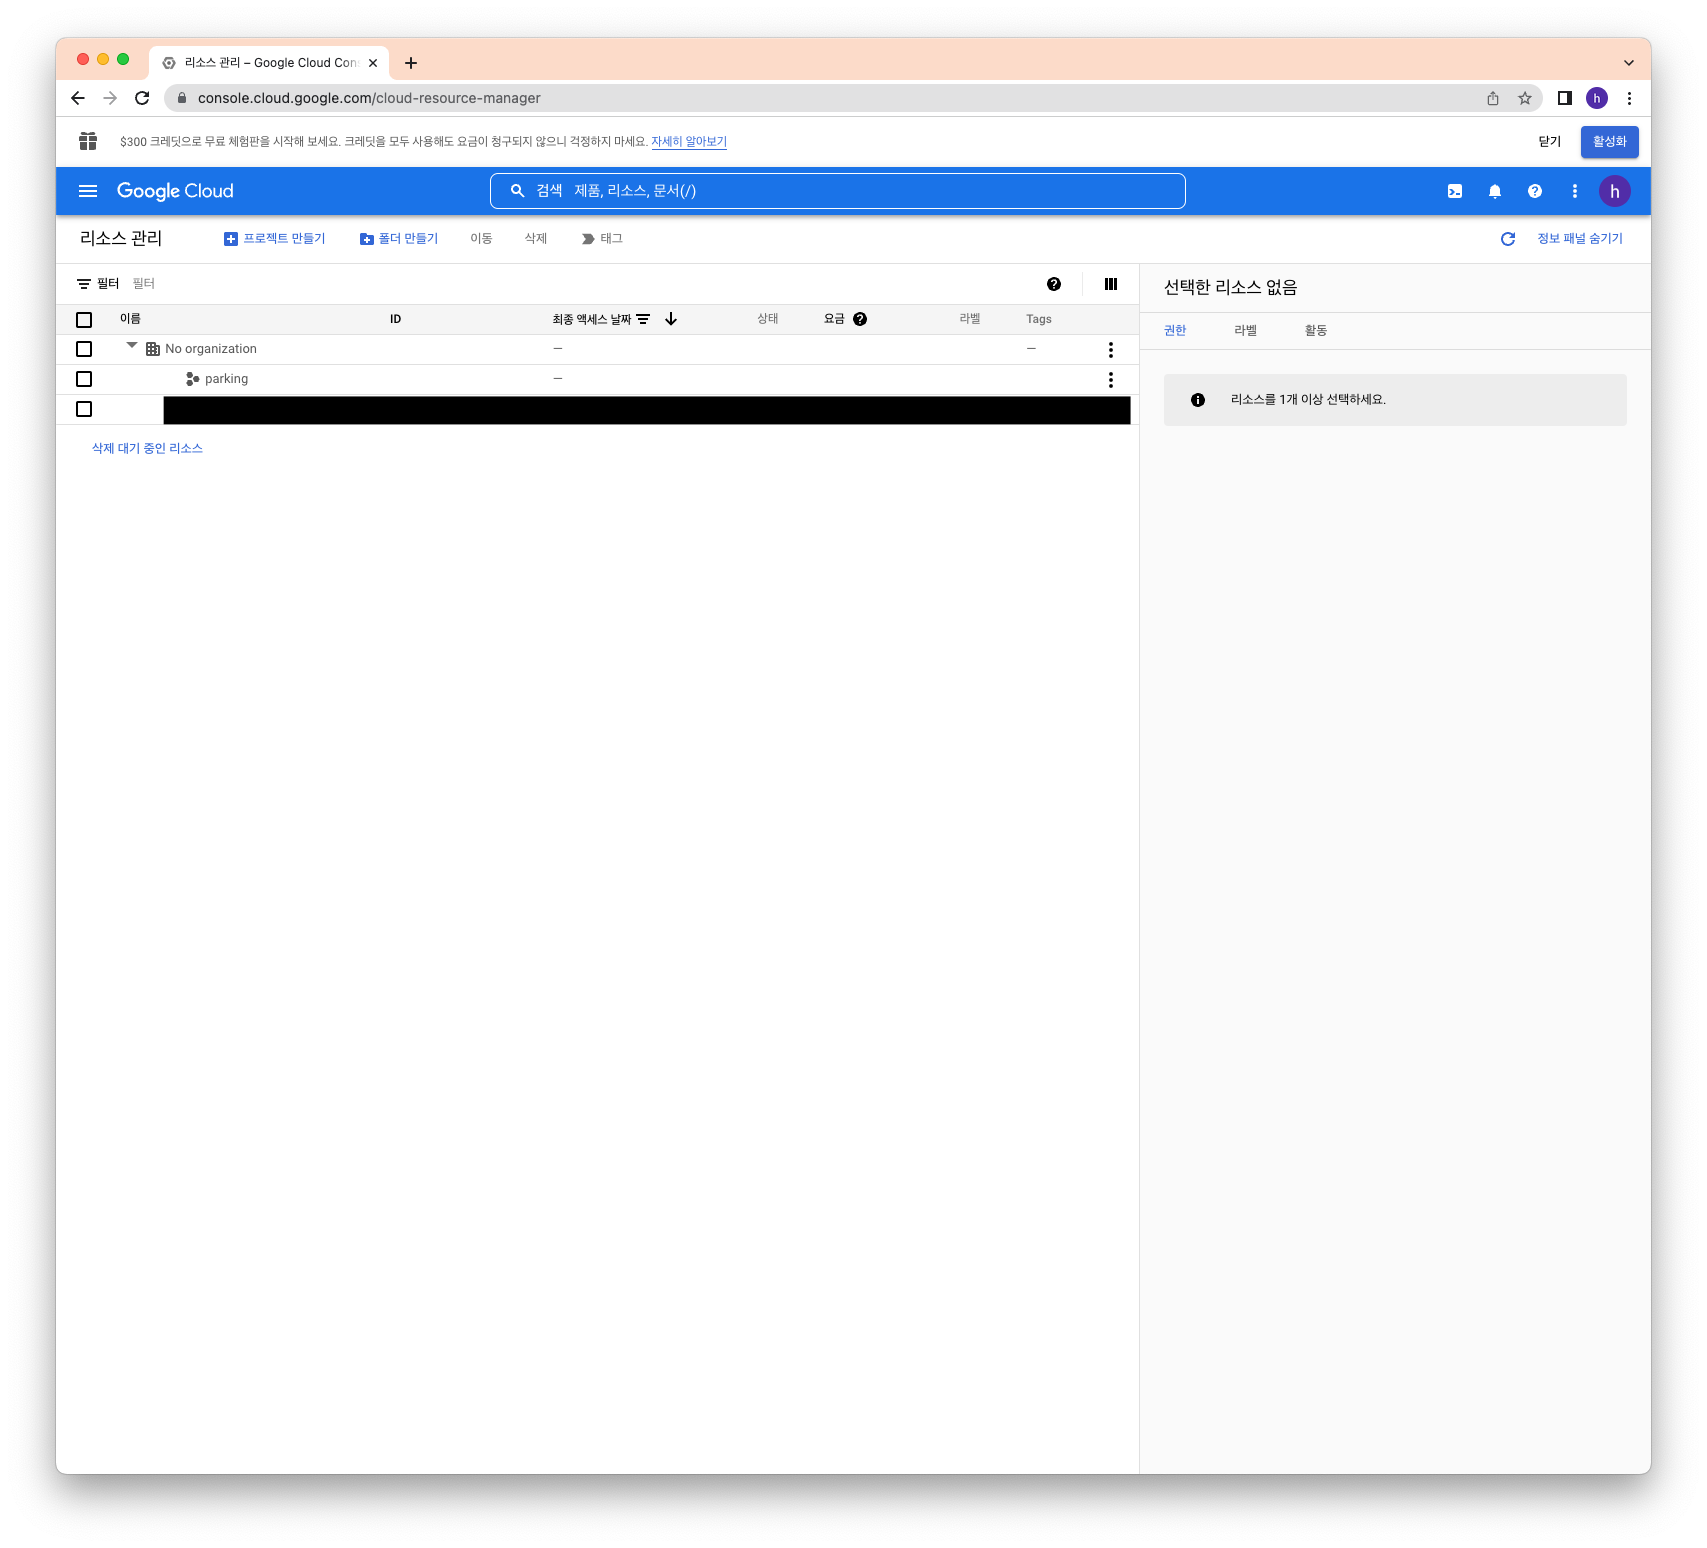 리소스 관리 – Google Cloud Con
console.cloud.google.com/cloud-resource-manager
h
$300 크레딧으로 무료 체험판을 시작해 보세요. 크레딧을 모두 사용해도 요금이 청구되지 않으니 걱정하지 마세요. 자세히 알아보기
닫기
활성화
Google Cloud
검색 제품, 리소스, 문서(/)
h
리소스 관리
프로젝트 만들기
폴더 만들기
이동
삭제
태그
정보 패널 숨기기
필터 필터
선택한 리소스 없음
이름 ID 최종 액세스 날짜 상태 요금 라벨 Tags
권한 라벨 활동
No organization – –
parking –
리소스를 1개 이상 선택하세요.
삭제 대기 중인 리소스